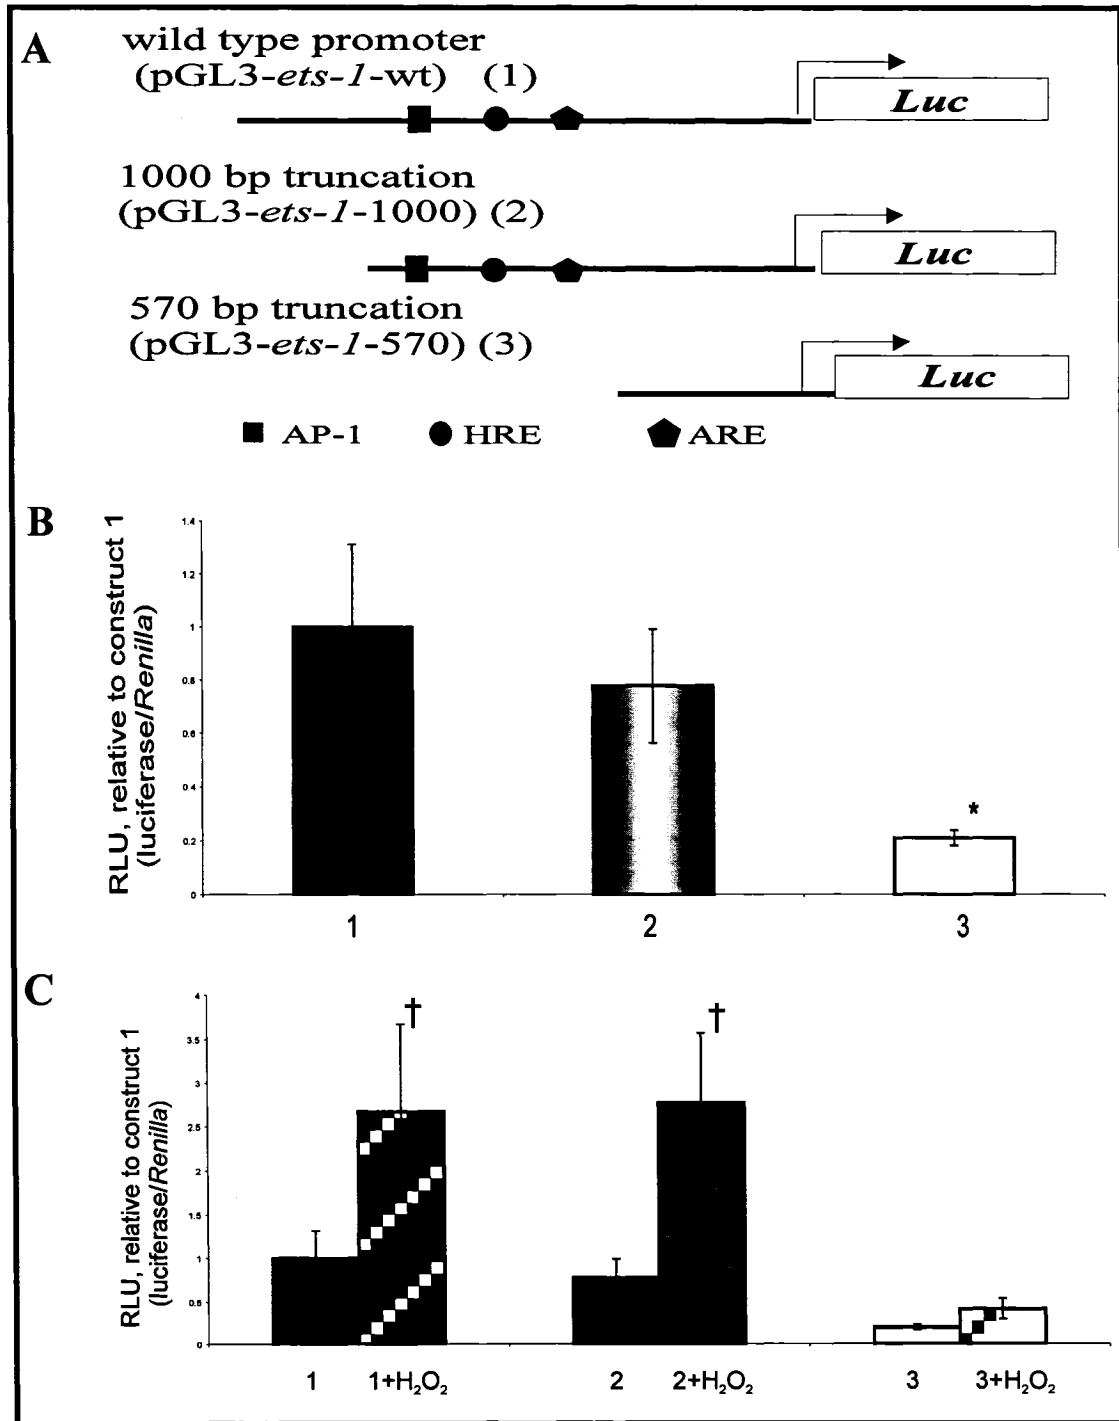 A
wild type promoter
(pGL3-ets-1-wt) (1)
Luc
1000 bp truncation
(pGL3-ets-1-1000) (2)
Luc
570 bp truncation
(pGL3-ets-1-570) (3)
Luc
AP-1 HRE ARE
B
RLU, relative to construct 1
(luciferase/Renilla)
1.4
1.2
1
0.8
0.6
0.4
0.2
0
*
1 2 3
C
RLU, relative to construct 1
(luciferase/Renilla)
4
3.5
3
2.5
2
1.5
1
0.5
0
† †
1 1+H₂O₂ 2 2+H₂O₂ 3 3+H₂O₂